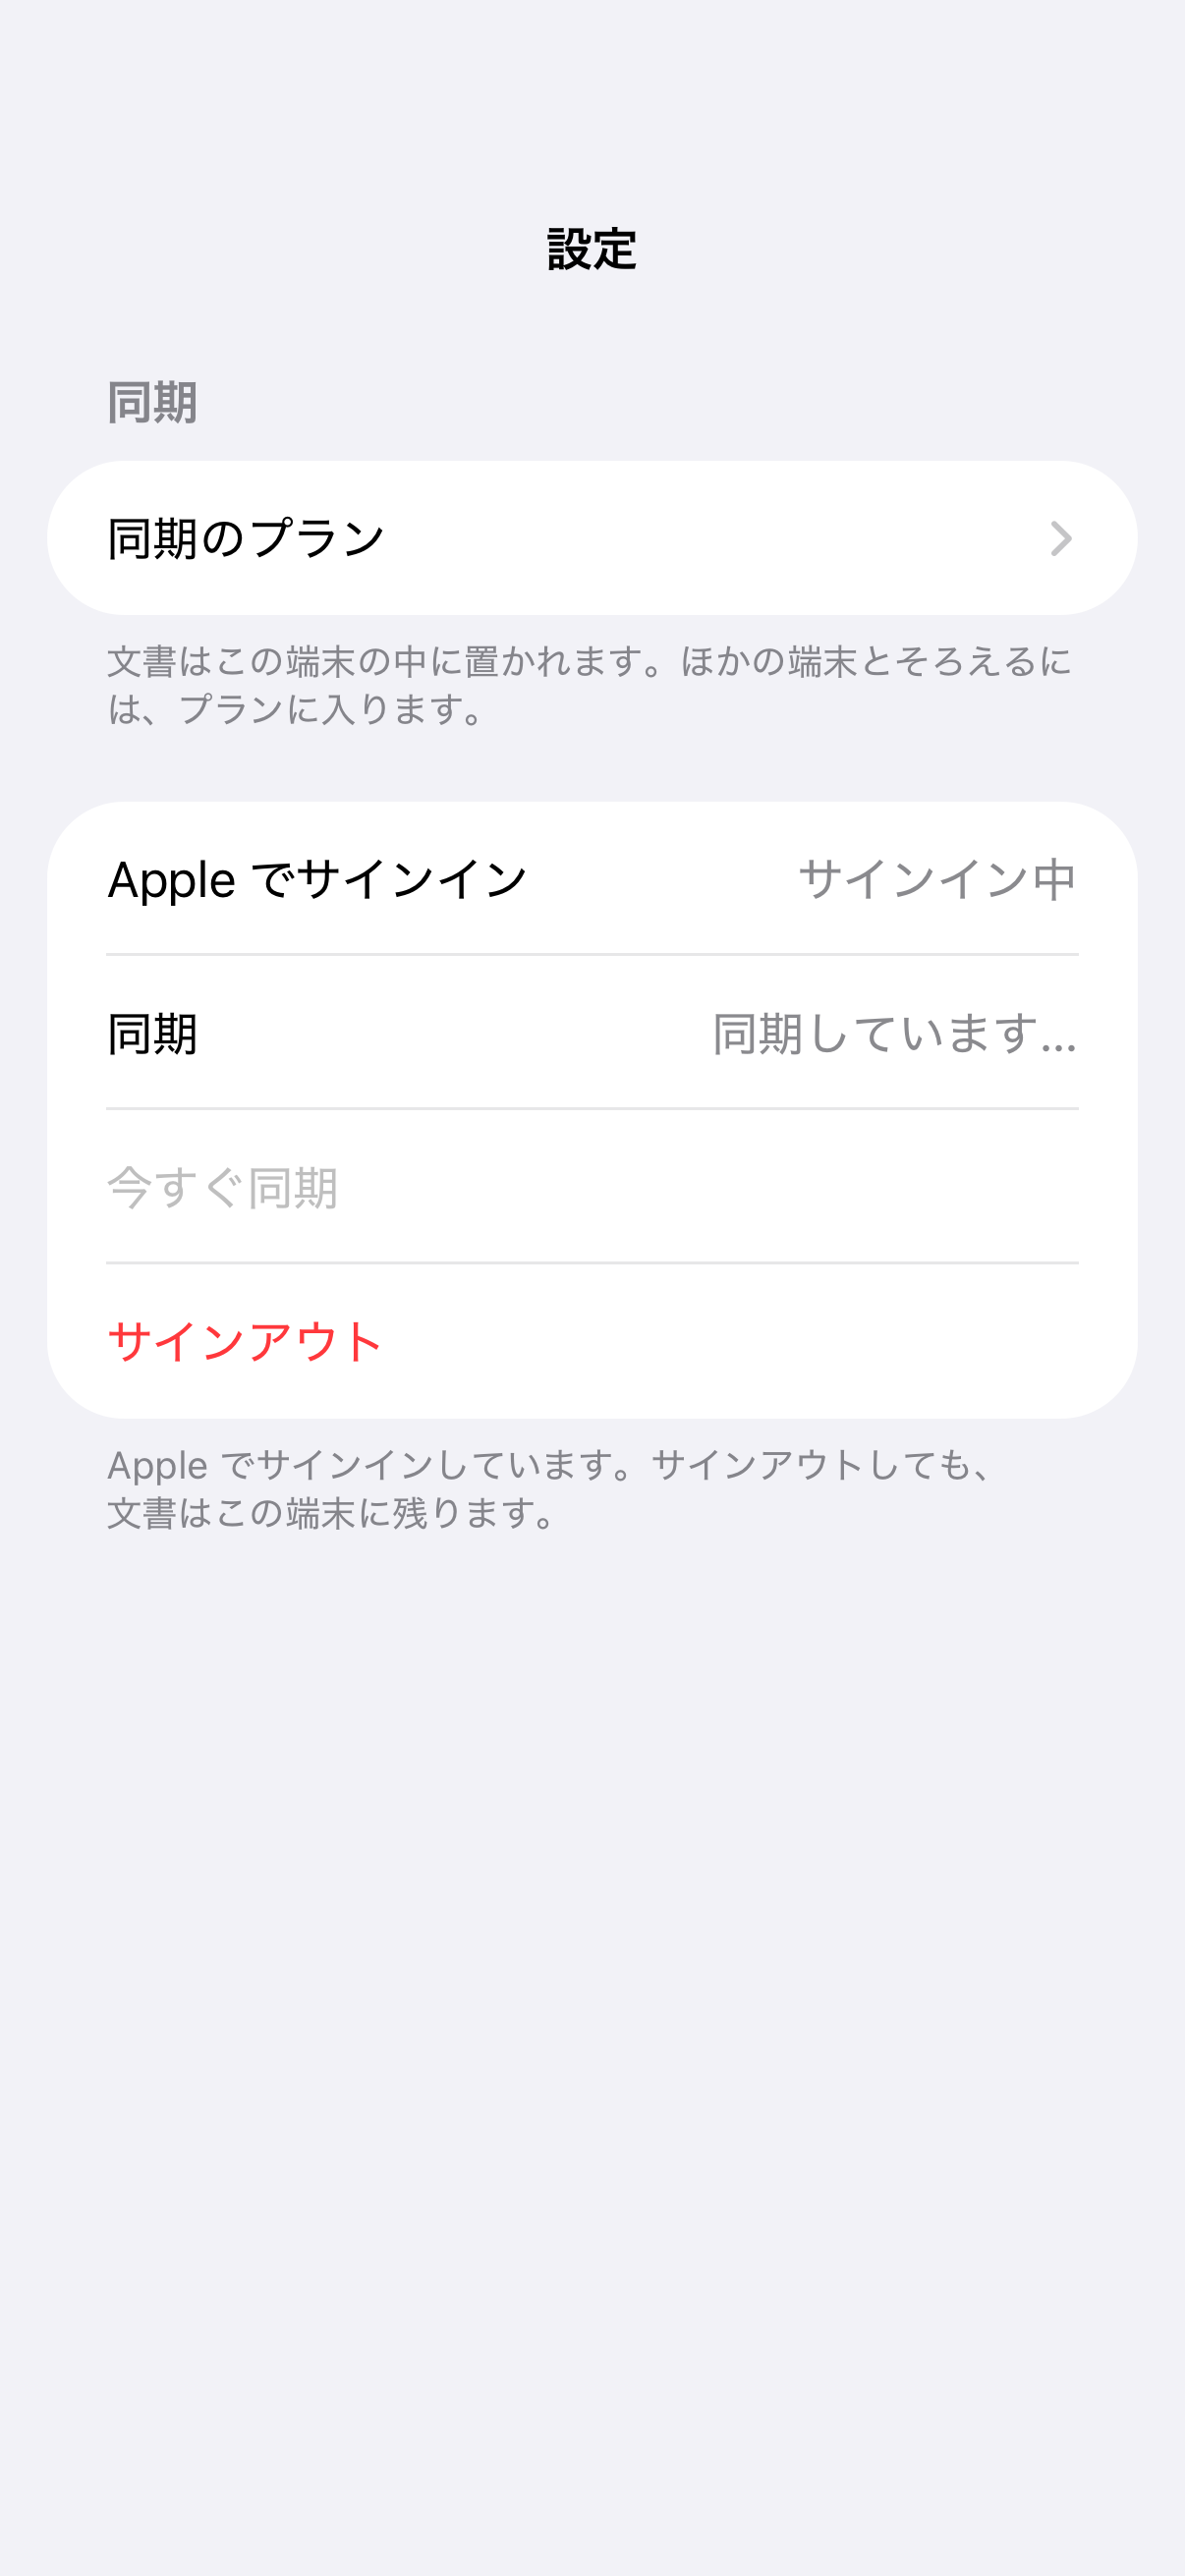 設定
同期
同期のプラン
文書はこの端末の中に置かれます。ほかの端末とそろえるに
は、プランに入ります。
Apple でサインイン サインイン中
同期 同期しています...
今すぐ同期
サインアウト
Apple でサインインしています。サインアウトしても、
文書はこの端末に残ります。